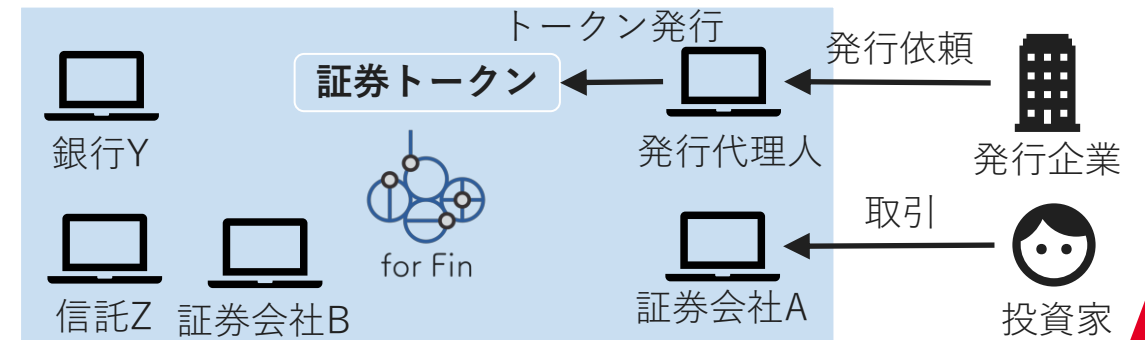 トークン発行
発行依頼
証券トークン
銀行Y
発行代理人
発行企業
取引
for Fin
信託Z
証券会社B
証券会社A
投資家